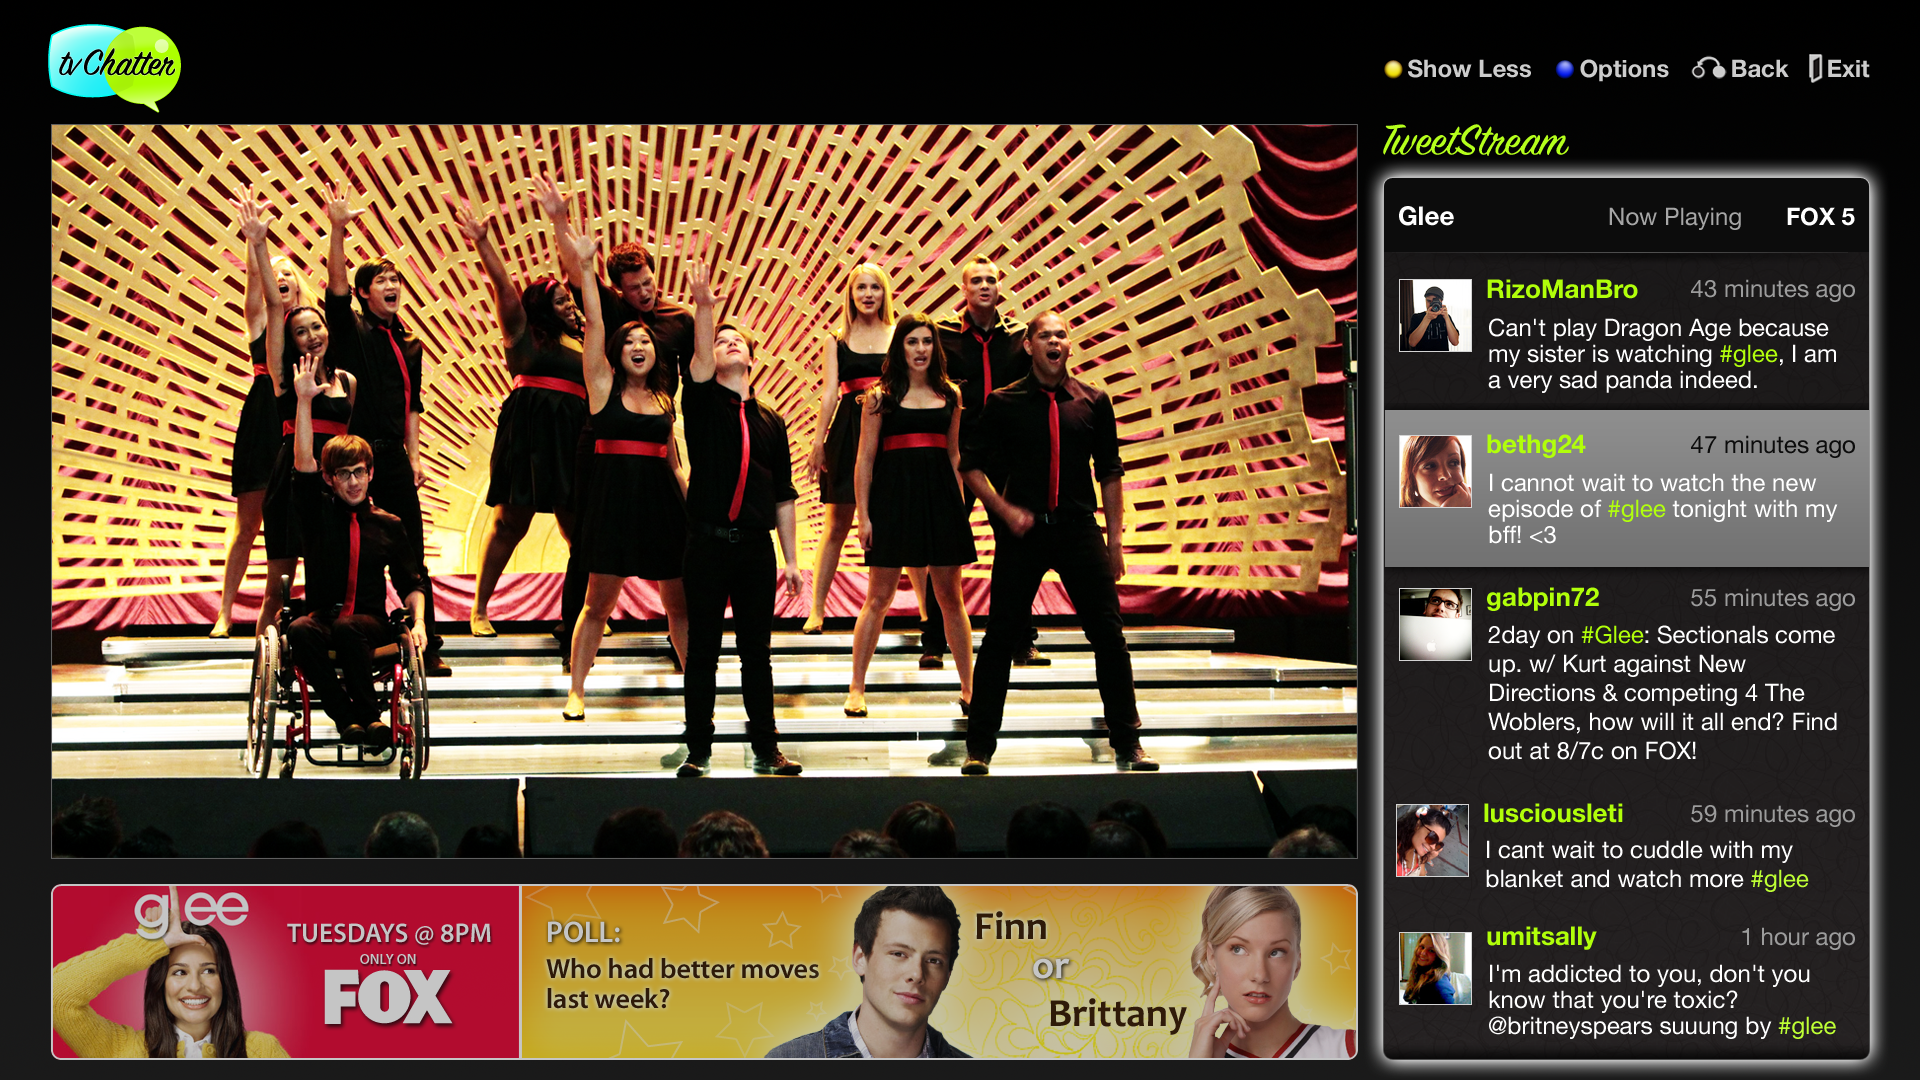 tvChatter
Show Less
Options
Back
Exit
TweetStream
Glee
Now Playing
FOX 5
RizoManBro
43 minutes ago
Can't play Dragon Age because
my sister is watching #glee, I am
a very sad panda indeed.
bethg24
47 minutes ago
I cannot wait to watch the new
episode of #glee tonight with my
bff! <3
gabpin72
55 minutes ago
2day on #Glee: Sectionals come
up. w/ Kurt against New
Directions & competing 4 The
Woblers, how will it all end? Find
out at 8/7c on FOX!
lusciousleti
59 minutes ago
I cant wait to cuddle with my
blanket and watch more #glee
umitsally
1 hour ago
I'm addicted to you, don't you
know that you're toxic?
@britneyspears suuung by #glee
glee
TUESDAYS @ 8PM
ONLY ON
FOX
POLL:
Who had better moves
last week?
Finn
or
Brittany